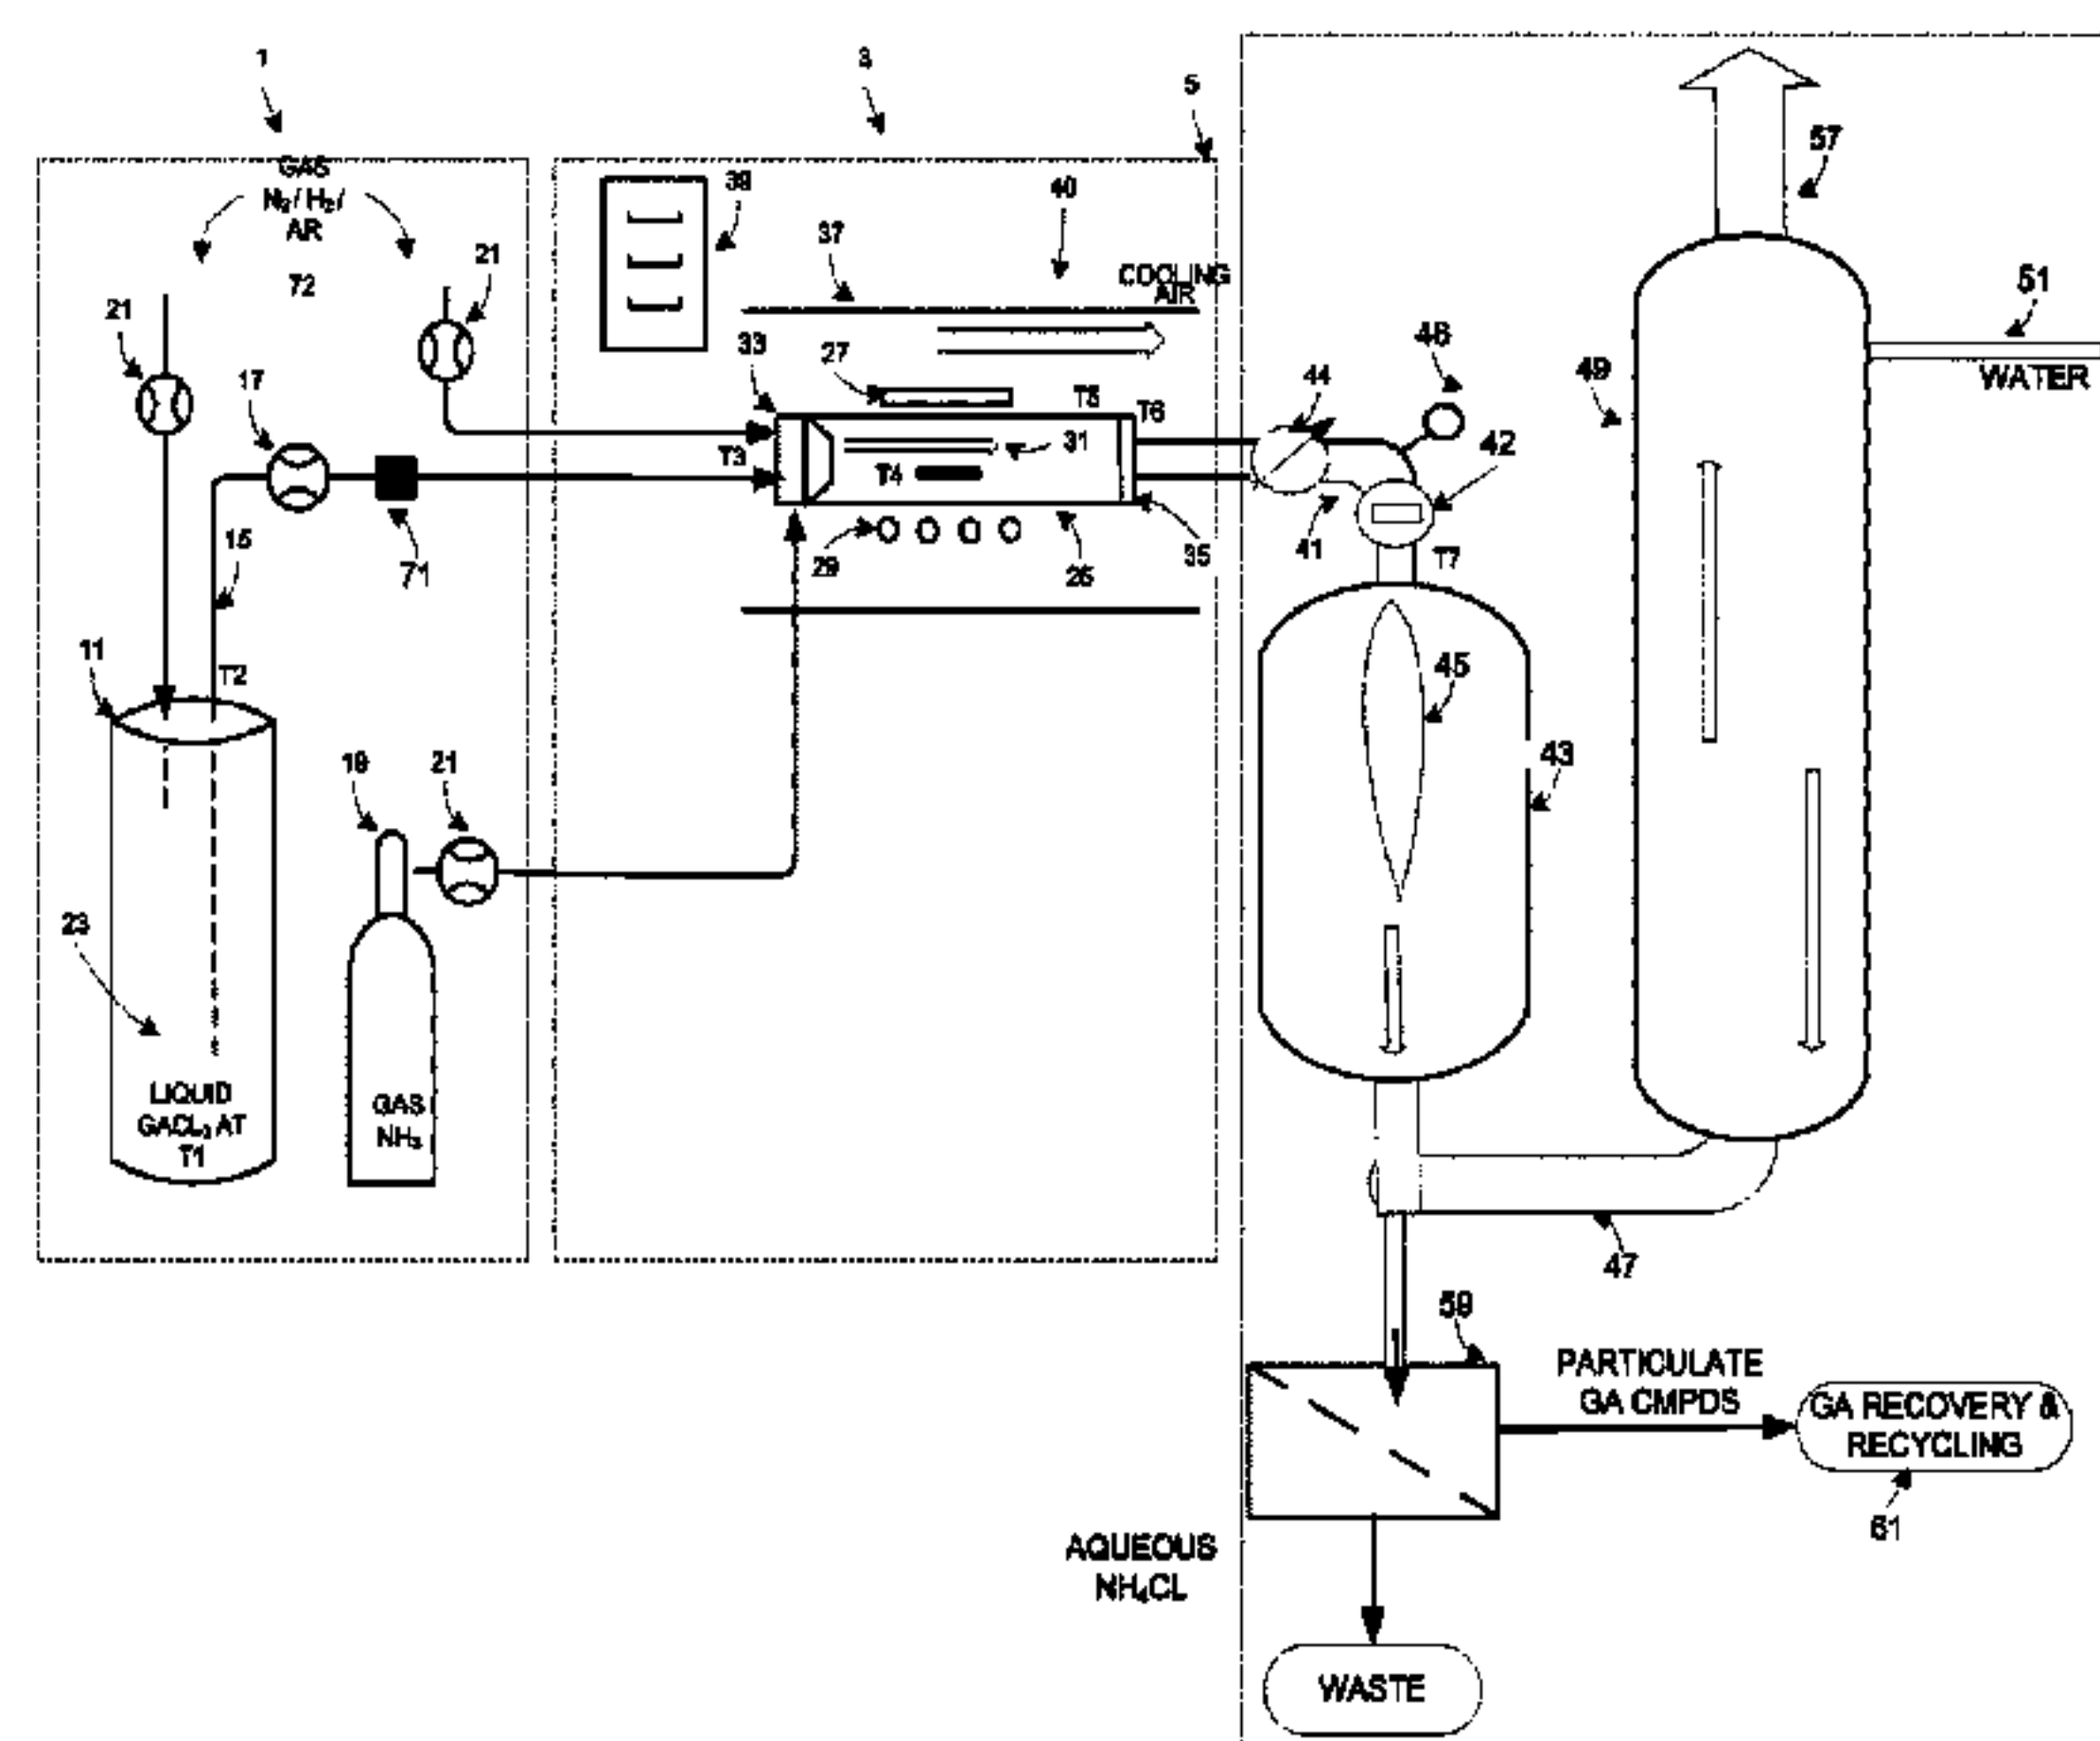 1
3
5
GAS
N₂/ H₂/
AR
72
21
21
17
15
71
11
T2
23
LIQUID
GACL₃ AT
T1
19
21
GAS
NH₃
39
37
40
COOLING
AIR
33
27
T5
T6
T3
31
T4
29
25
35
44
46
42
41
T7
45
43
57
51
WATER
49
47
59
PARTICULATE
GA CMPDS
GA RECOVERY &
RECYCLING
61
AQUEOUS
NH₄CL
WASTE